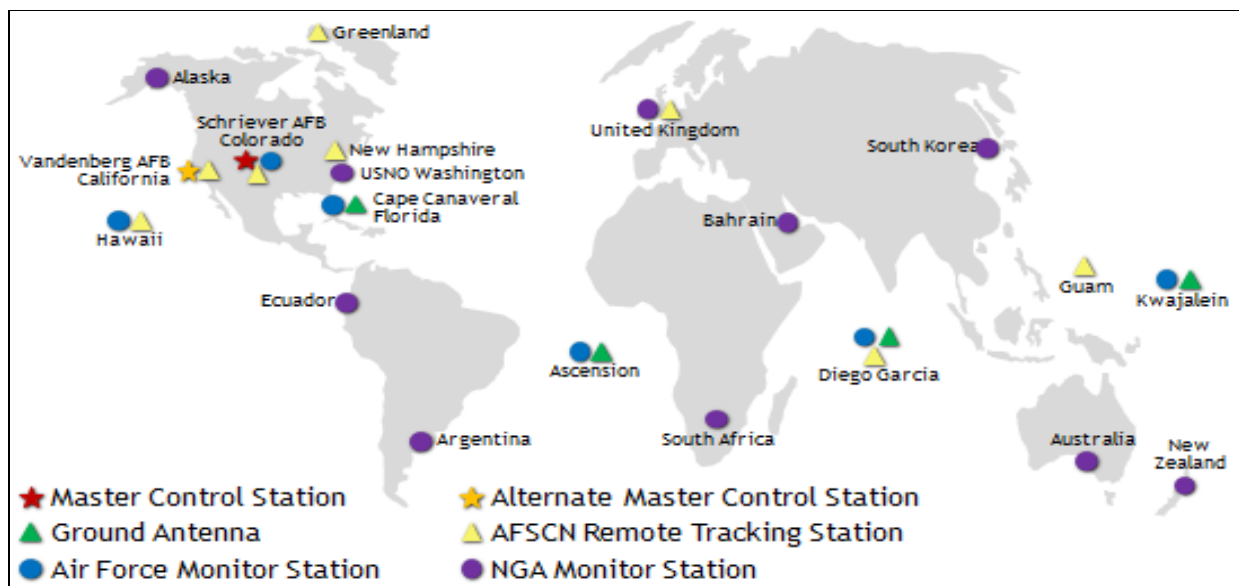 Greenland
Alaska
Schriever AFB
Colorado
Vandenberg AFB
California
New Hampshire
USNO Washington
Cape Canaveral
Florida
Hawaii
United Kingdom
South Korea
Bahrain
Ecuador
Guam
Kwajalein
Ascension
Diego Garcia
Argentina
South Africa
Australia
New
Zealand
Master Control Station
Alternate Master Control Station
Ground Antenna
AFSCN Remote Tracking Station
Air Force Monitor Station
NGA Monitor Station